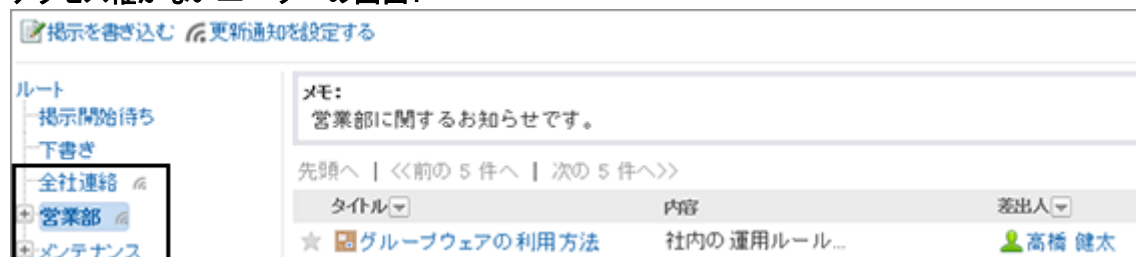 掲示を書き込む 更新通知を設定する
ルート
掲示開始待ち
下書き
全社連絡
営業部
メンテナンス
メモ:
営業部に関するお知らせです。
先頭へ | <<前の 5 件へ | 次の 5 件へ>>
タイトル 内容 差出人
グループウェアの利用方法 社内の 運用ルール... 高橋 健太